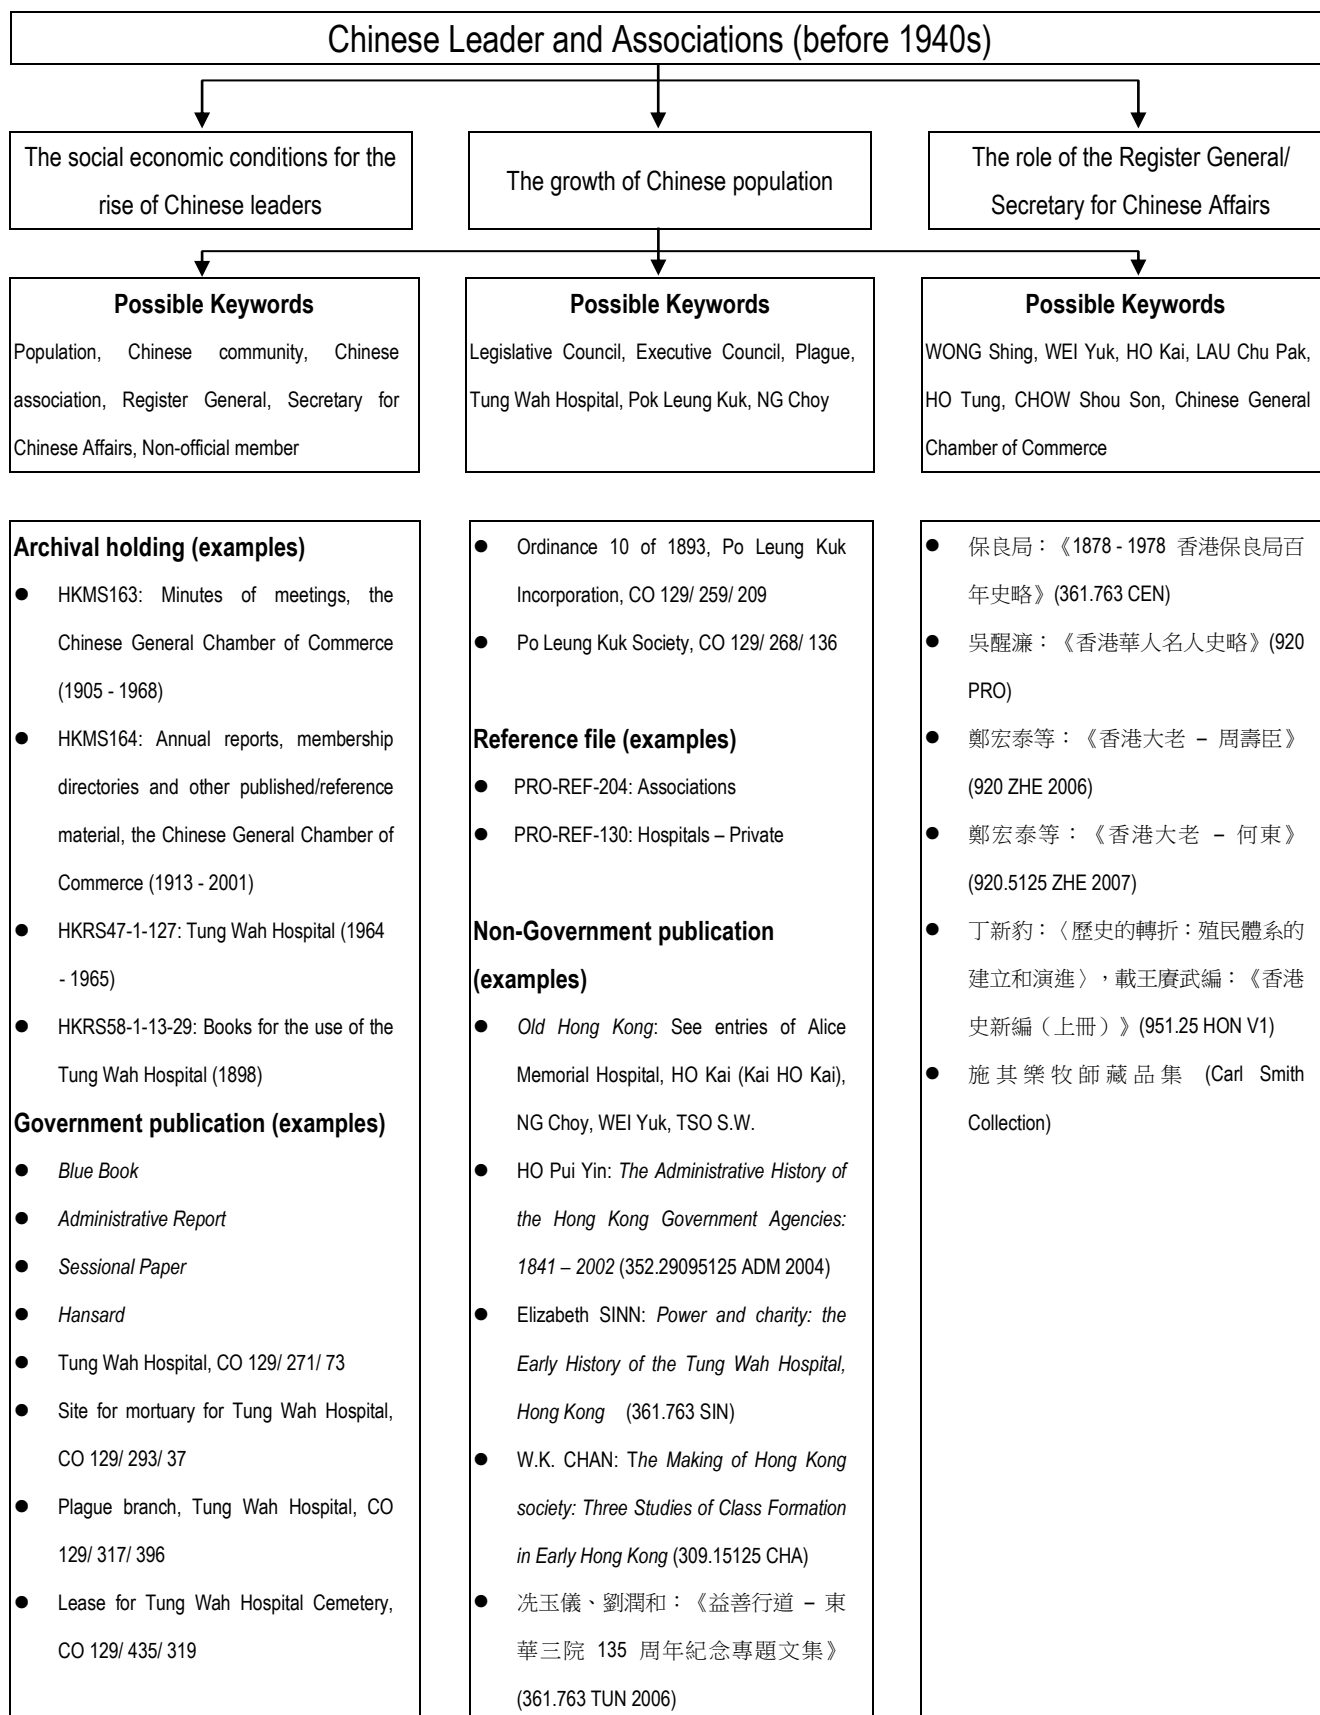 Chinese Leader and Associations (before 1940s)
The social economic conditions for the
rise of Chinese leaders
The growth of Chinese population
The role of the Register General/
Secretary for Chinese Affairs
Possible Keywords
Population, Chinese community, Chinese
association, Register General, Secretary for
Chinese Affairs, Non-official member
Possible Keywords
Legislative Council, Executive Council, Plague,
Tung Wah Hospital, Pok Leung Kuk, NG Choy
Possible Keywords
WONG Shing, WEI Yuk, HO Kai, LAU Chu Pak,
HO Tung, CHOW Shou Son, Chinese General
Chamber of Commerce
Archival holding (examples)
● HKMS163: Minutes of meetings, the
Chinese General Chamber of Commerce
(1905 - 1968)
● HKMS164: Annual reports, membership
directories and other published/reference
material, the Chinese General Chamber of
Commerce (1913 - 2001)
● HKRS47-1-127: Tung Wah Hospital (1964
- 1965)
● HKRS58-1-13-29: Books for the use of the
Tung Wah Hospital (1898)
Government publication (examples)
● Blue Book
● Administrative Report
● Sessional Paper
● Hansard
● Tung Wah Hospital, CO 129/ 271/ 73
● Site for mortuary for Tung Wah Hospital,
CO 129/ 293/ 37
● Plague branch, Tung Wah Hospital, CO
129/ 317/ 396
● Lease for Tung Wah Hospital Cemetery,
CO 129/ 435/ 319
● Ordinance 10 of 1893, Po Leung Kuk
Incorporation, CO 129/ 259/ 209
● Po Leung Kuk Society, CO 129/ 268/ 136
Reference file (examples)
● PRO-REF-204: Associations
● PRO-REF-130: Hospitals – Private
Non-Government publication
(examples)
● Old Hong Kong: See entries of Alice
Memorial Hospital, HO Kai (Kai HO Kai),
NG Choy, WEI Yuk, TSO S.W.
● HO Pui Yin: The Administrative History of
the Hong Kong Government Agencies:
1841 – 2002 (352.29095125 ADM 2004)
● Elizabeth SINN: Power and charity: the
Early History of the Tung Wah Hospital,
Hong Kong (361.763 SIN)
● W.K. CHAN: The Making of Hong Kong
society: Three Studies of Class Formation
in Early Hong Kong (309.15125 CHA)
● 冼玉儀、劉潤和：《益善行道 – 東
華三院 135 周年紀念專題文集》
(361.763 TUN 2006)
● 保良局：《1878 - 1978 香港保良局百
年史略》(361.763 CEN)
● 吳醒濂：《香港華人名人史略》(920
PRO)
● 鄭宏泰等：《香港大老 – 周壽臣》
(920 ZHE 2006)
● 鄭宏泰等：《香港大老 – 何東》
(920.5125 ZHE 2007)
● 丁新豹：〈歷史的轉折：殖民體系的
建立和演進〉，載王賡武編：《香港
史新編（上冊）》(951.25 HON V1)
● 施其樂牧師藏品集 (Carl Smith
Collection)